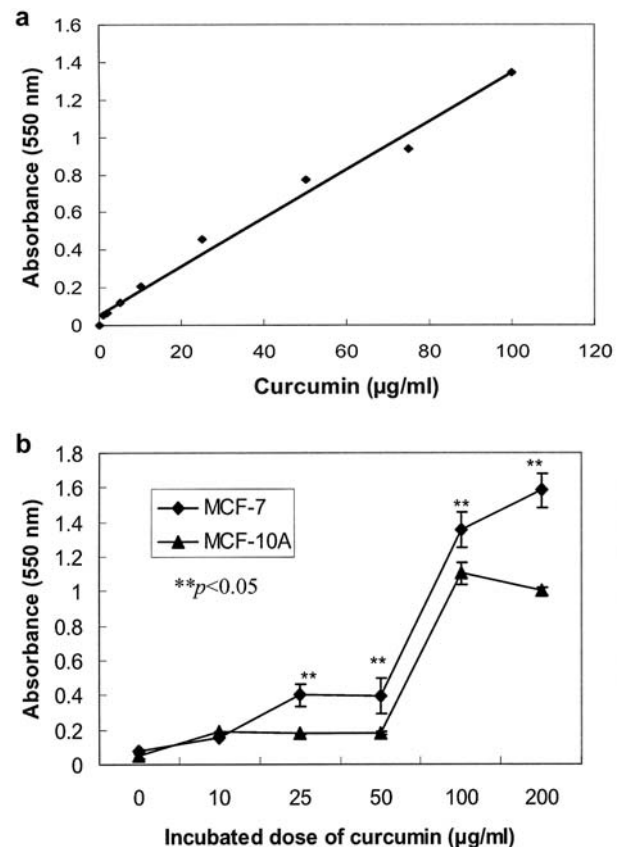 a
1.6
1.4
1.2
1
0.8
0.6
0.4
0.2
0
Absorbance (550 nm)
0 20 40 60 80 100 120
Curcumin (µg/ml)
b
1.8
1.6
1.4
1.2
1
0.8
0.6
0.4
0.2
0
Absorbance (550 nm)
MCF-7
MCF-10A
**p<0.05
**
**
**
**
0 10 25 50 100 200
Incubated dose of curcumin (µg/ml)